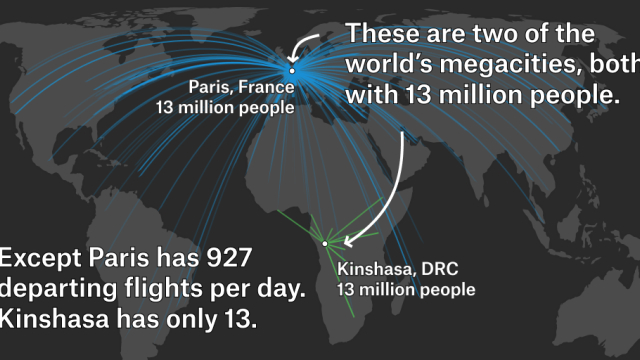 These are two of the
world's megacities, both
with 13 million people.
Paris, France
13 million people
Kinshasa, DRC
13 million people
Except Paris has 927
departing flights per day.
Kinshasa has only 13.